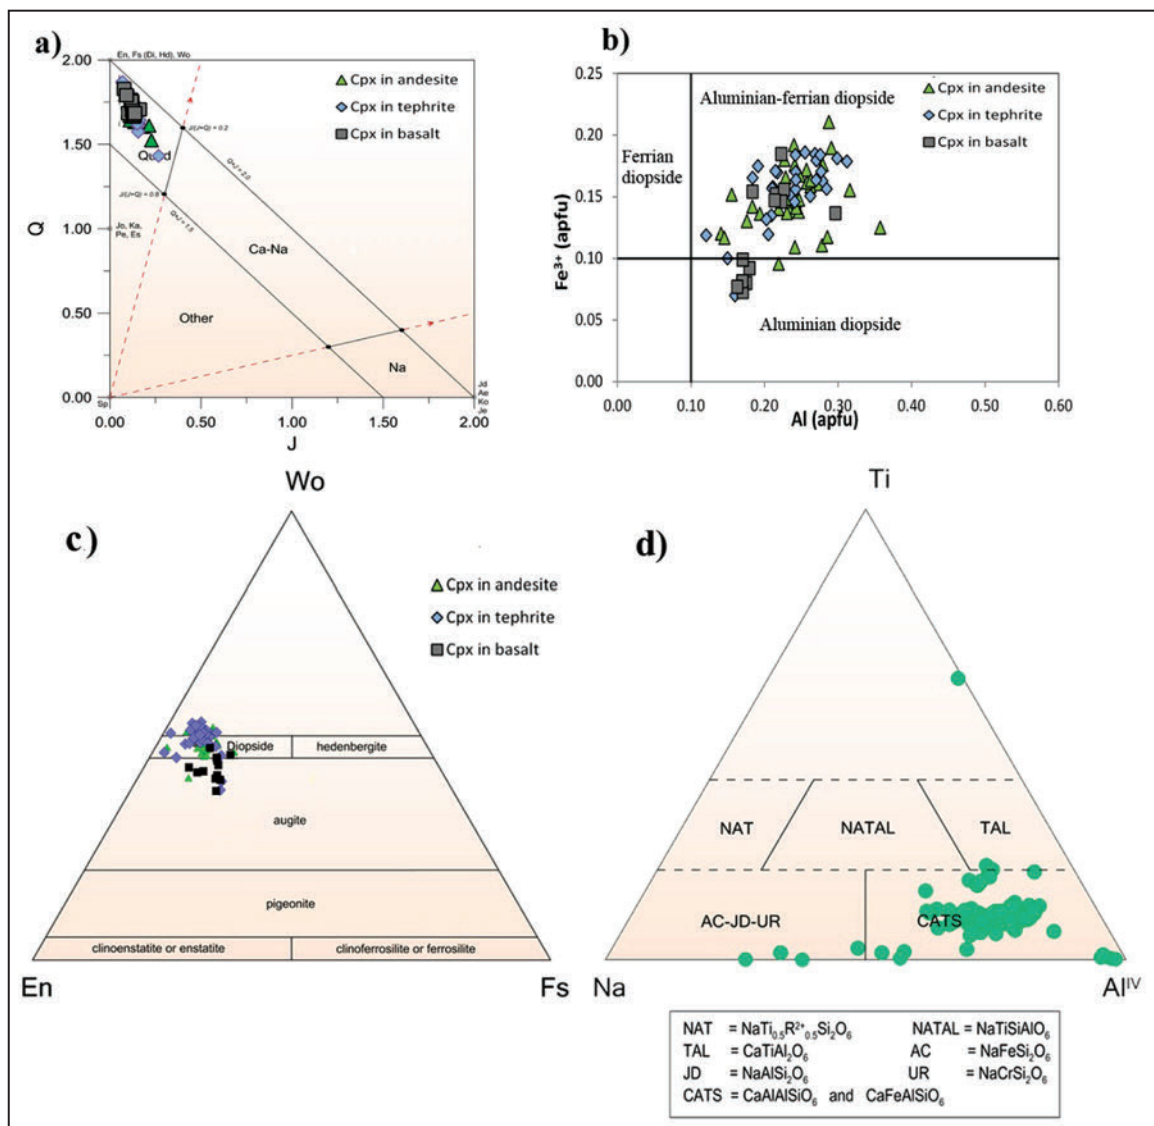 a)
2.00
1.50
1.00
0.50
0.00
Q
En, Fs (Di, Hd), Wo
Cpx in andesite
Cpx in tephrite
Cpx in basalt
Quad
J/(J+Q) = 0.2
Q+J = 2.0
Q+J = 1.5
Jo, Ka,
Pe, Es
Ca-Na
Other
Na
Sp
Jd
Ae
Ko
Je
0.00 0.50 1.00 1.50 2.00
J
b)
0.25
0.20
0.15
0.10
0.05
0.00
Fe³⁺ (apfu)
Aluminian-ferrian diopside
Cpx in andesite
Cpx in tephrite
Cpx in basalt
Ferrian
diopside
Aluminian diopside
0.00 0.10 0.20 0.30 0.40 0.50 0.60
Al (apfu)
c)
Wo
Cpx in andesite
Cpx in tephrite
Cpx in basalt
Diopside hedenbergite
augite
pigeonite
clinoenstatite or enstatite clinoferrosilite or ferrosilite
En Fs
d)
Ti
NAT NATAL TAL
AC-JD-UR CATS
Na Alᴵⱽ
NAT = NaTi₀.₅R²⁺₀.₅Si₂O₆ NATAL = NaTiSiAlO₆
TAL = CaTiAl₂O₆ AC = NaFeSi₂O₆
JD = NaAlSi₂O₆ UR = NaCrSi₂O₆
CATS = CaAlAlSiO₆ and CaFeAlSiO₆